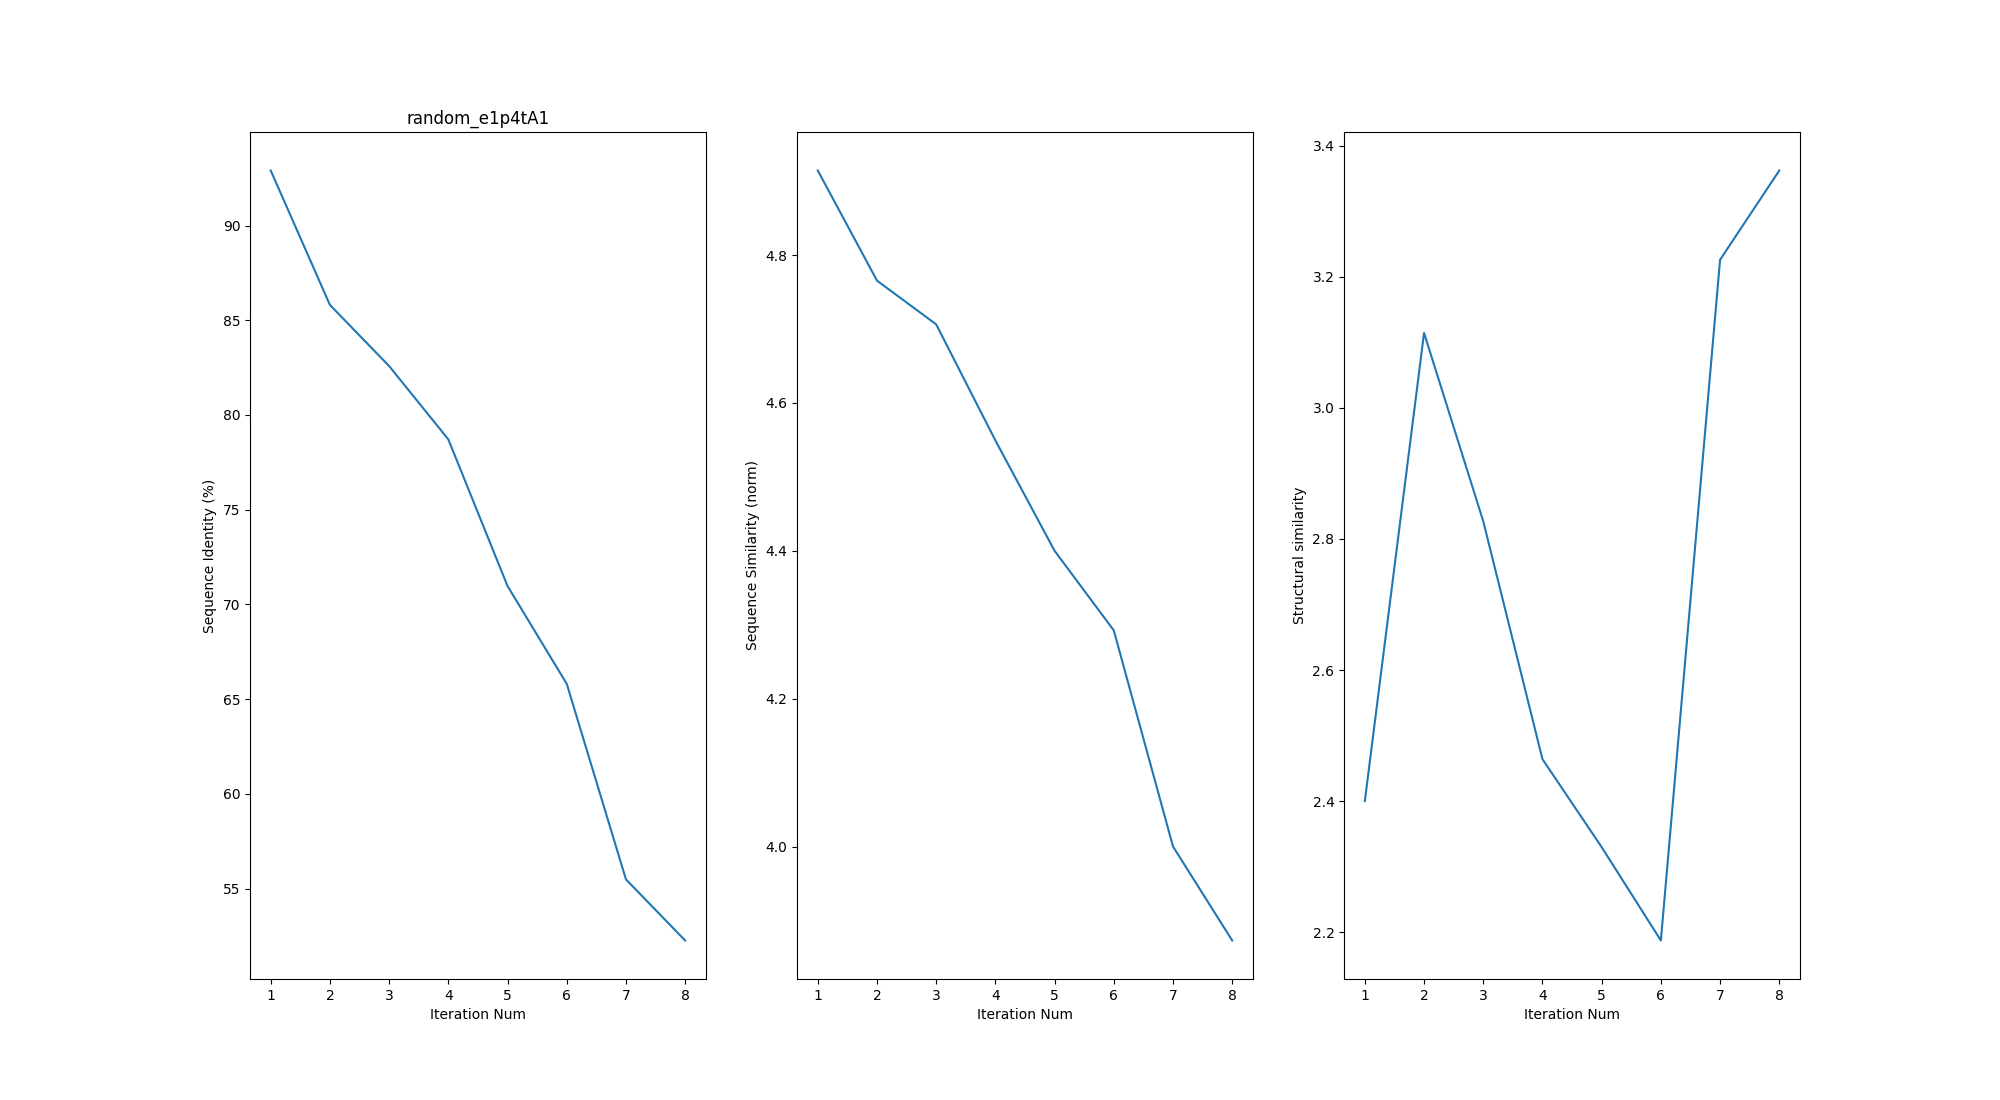 random_e1p4tA1
Sequence Identity (%)
90
85
80
75
70
65
60
55
1 2 3 4 5 6 7 8
Iteration Num
Sequence Similarity (norm)
4.8
4.6
4.4
4.2
4.0
1 2 3 4 5 6 7 8
Iteration Num
Structural similarity
3.4
3.2
3.0
2.8
2.6
2.4
2.2
1 2 3 4 5 6 7 8
Iteration Num